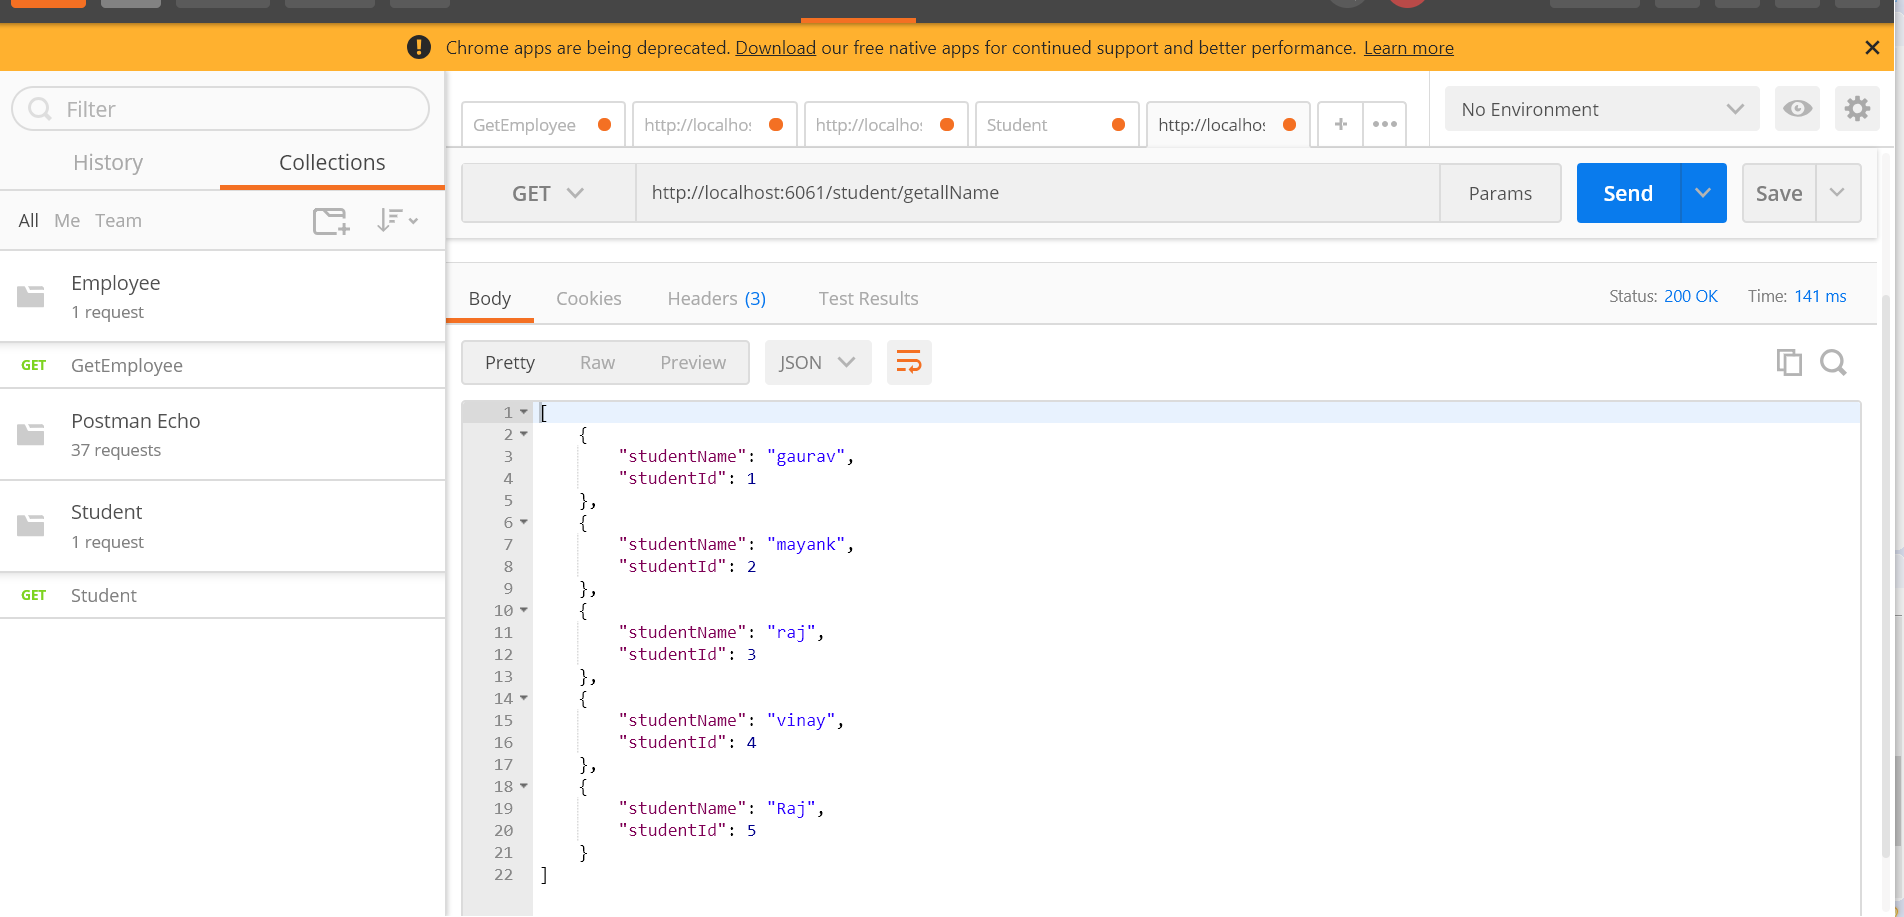 Chrome apps are being deprecated. Download our free native apps for continued support and better performance. Learn more
Filter
History Collections
All Me Team
Employee
1 request
GET GetEmployee
Postman Echo
37 requests
Student
1 request
GET Student
GetEmployee http://localhos http://localhos Student http://localhos
No Environment
GET http://localhost:6061/student/getallName Params Send Save
Body Cookies Headers (3) Test Results Status: 200 OK Time: 141 ms
Pretty Raw Preview JSON
1 [
2 {
3 "studentName": "gaurav",
4 "studentId": 1
5 },
6 {
7 "studentName": "mayank",
8 "studentId": 2
9 },
10 {
11 "studentName": "raj",
12 "studentId": 3
13 },
14 {
15 "studentName": "vinay",
16 "studentId": 4
17 },
18 {
19 "studentName": "Raj",
20 "studentId": 5
21 }
22 ]